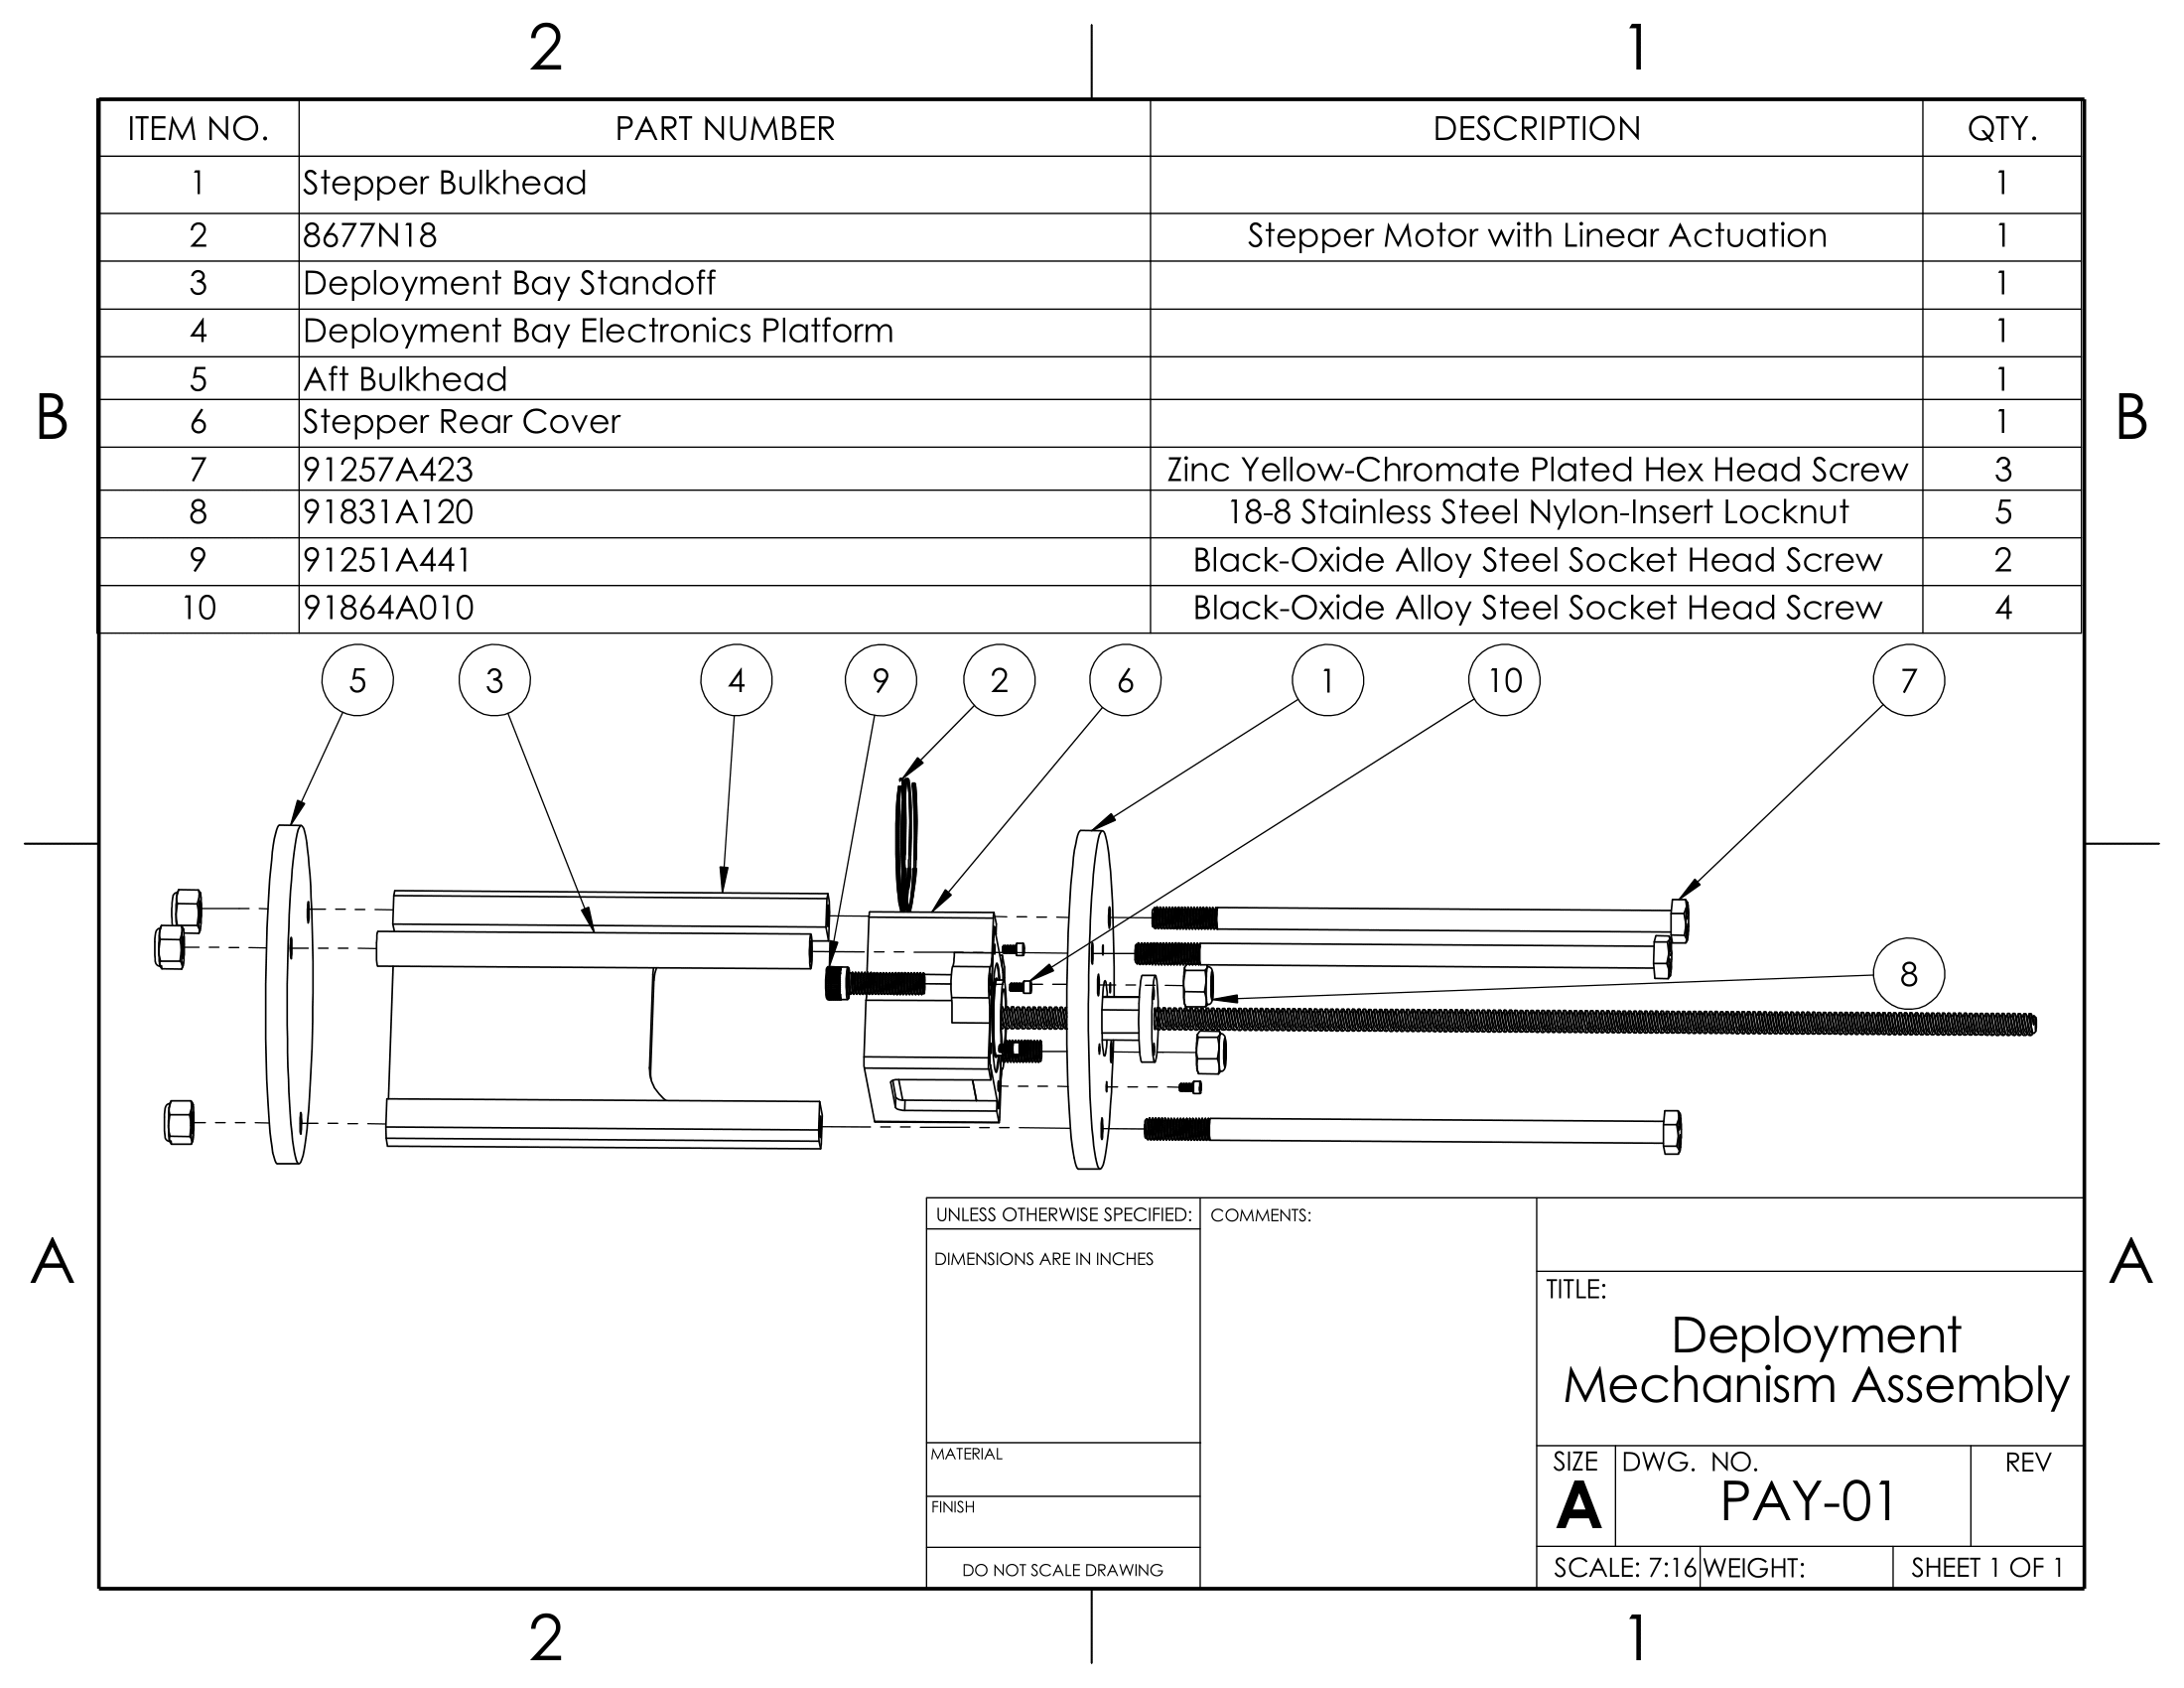 2 1
ITEM NO. PART NUMBER DESCRIPTION QTY.
1 Stepper Bulkhead 1
2 8677N18 Stepper Motor with Linear Actuation 1
3 Deployment Bay Standoff 1
4 Deployment Bay Electronics Platform 1
5 Aft Bulkhead 1
6 Stepper Rear Cover 1
7 91257A423 Zinc Yellow-Chromate Plated Hex Head Screw 3
8 91831A120 18-8 Stainless Steel Nylon-Insert Locknut 5
9 91251A441 Black-Oxide Alloy Steel Socket Head Screw 2
10 91864A010 Black-Oxide Alloy Steel Socket Head Screw 4
B B
5 3 4 9 2 6 1 10 7
8
A A
UNLESS OTHERWISE SPECIFIED:
DIMENSIONS ARE IN INCHES
MATERIAL
FINISH
DO NOT SCALE DRAWING
COMMENTS:
TITLE:
Deployment
Mechanism Assembly
SIZE DWG. NO. REV
A PAY-01
SCALE: 7:16 WEIGHT: SHEET 1 OF 1
2 1